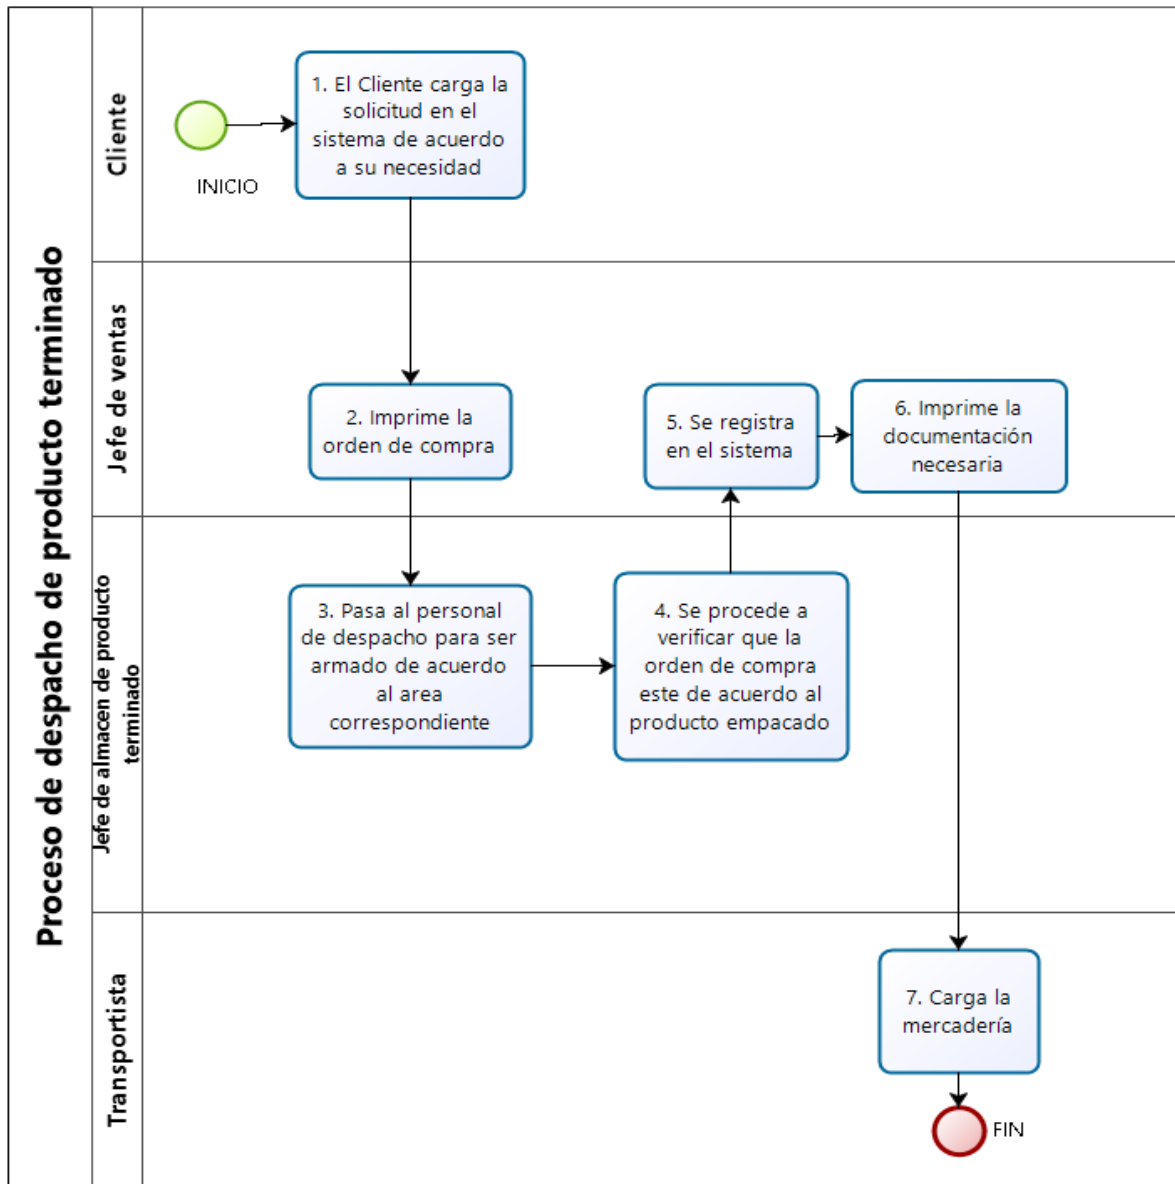 Proceso de despacho de producto terminado
Cliente
INICIO
1. El Cliente carga la
solicitud en el
sistema de acuerdo
a su necesidad
Jefe de ventas
2. Imprime la
orden de compra
5. Se registra
en el sistema
6. Imprime la
documentación
necesaria
Jefe de almacen de producto
terminado
3. Pasa al personal
de despacho para ser
armado de acuerdo
al area
correspondiente
4. Se procede a
verificar que la
orden de compra
este de acuerdo al
producto empacado
Transportista
7. Carga la
mercadería
FIN